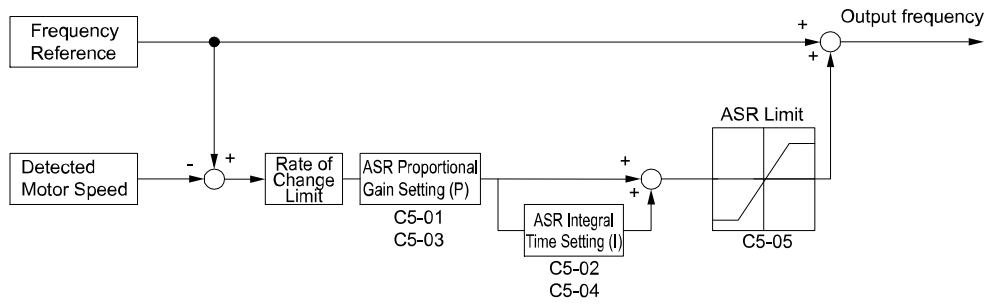 Frequency
Reference
Output frequency
+
+
Detected
Motor Speed
-
+
Rate of
Change
Limit
ASR Proportional
Gain Setting (P)
C5-01
C5-03
+
+
ASR Integral
Time Setting (I)
C5-02
C5-04
ASR Limit
C5-05